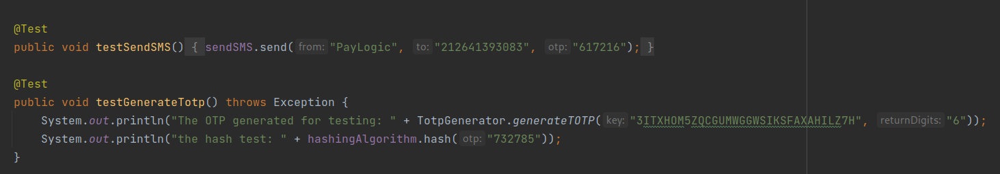 @Test
public void testSendSMS() { sendSMS.send( from: "PayLogic", to: "212641393083", otp: "617216"); }
@Test
public void testGenerateTotp() throws Exception {
System.out.println("The OTP generated for testing: " + TotpGenerator.generateTOTP( key: "3ITXHOM5ZQCGUMWGGWSIKSFAXAHILZ7H", returnDigits: "6"));
System.out.println("the hash test: " + hashingAlgorithm.hash( otp: "732785"));
}